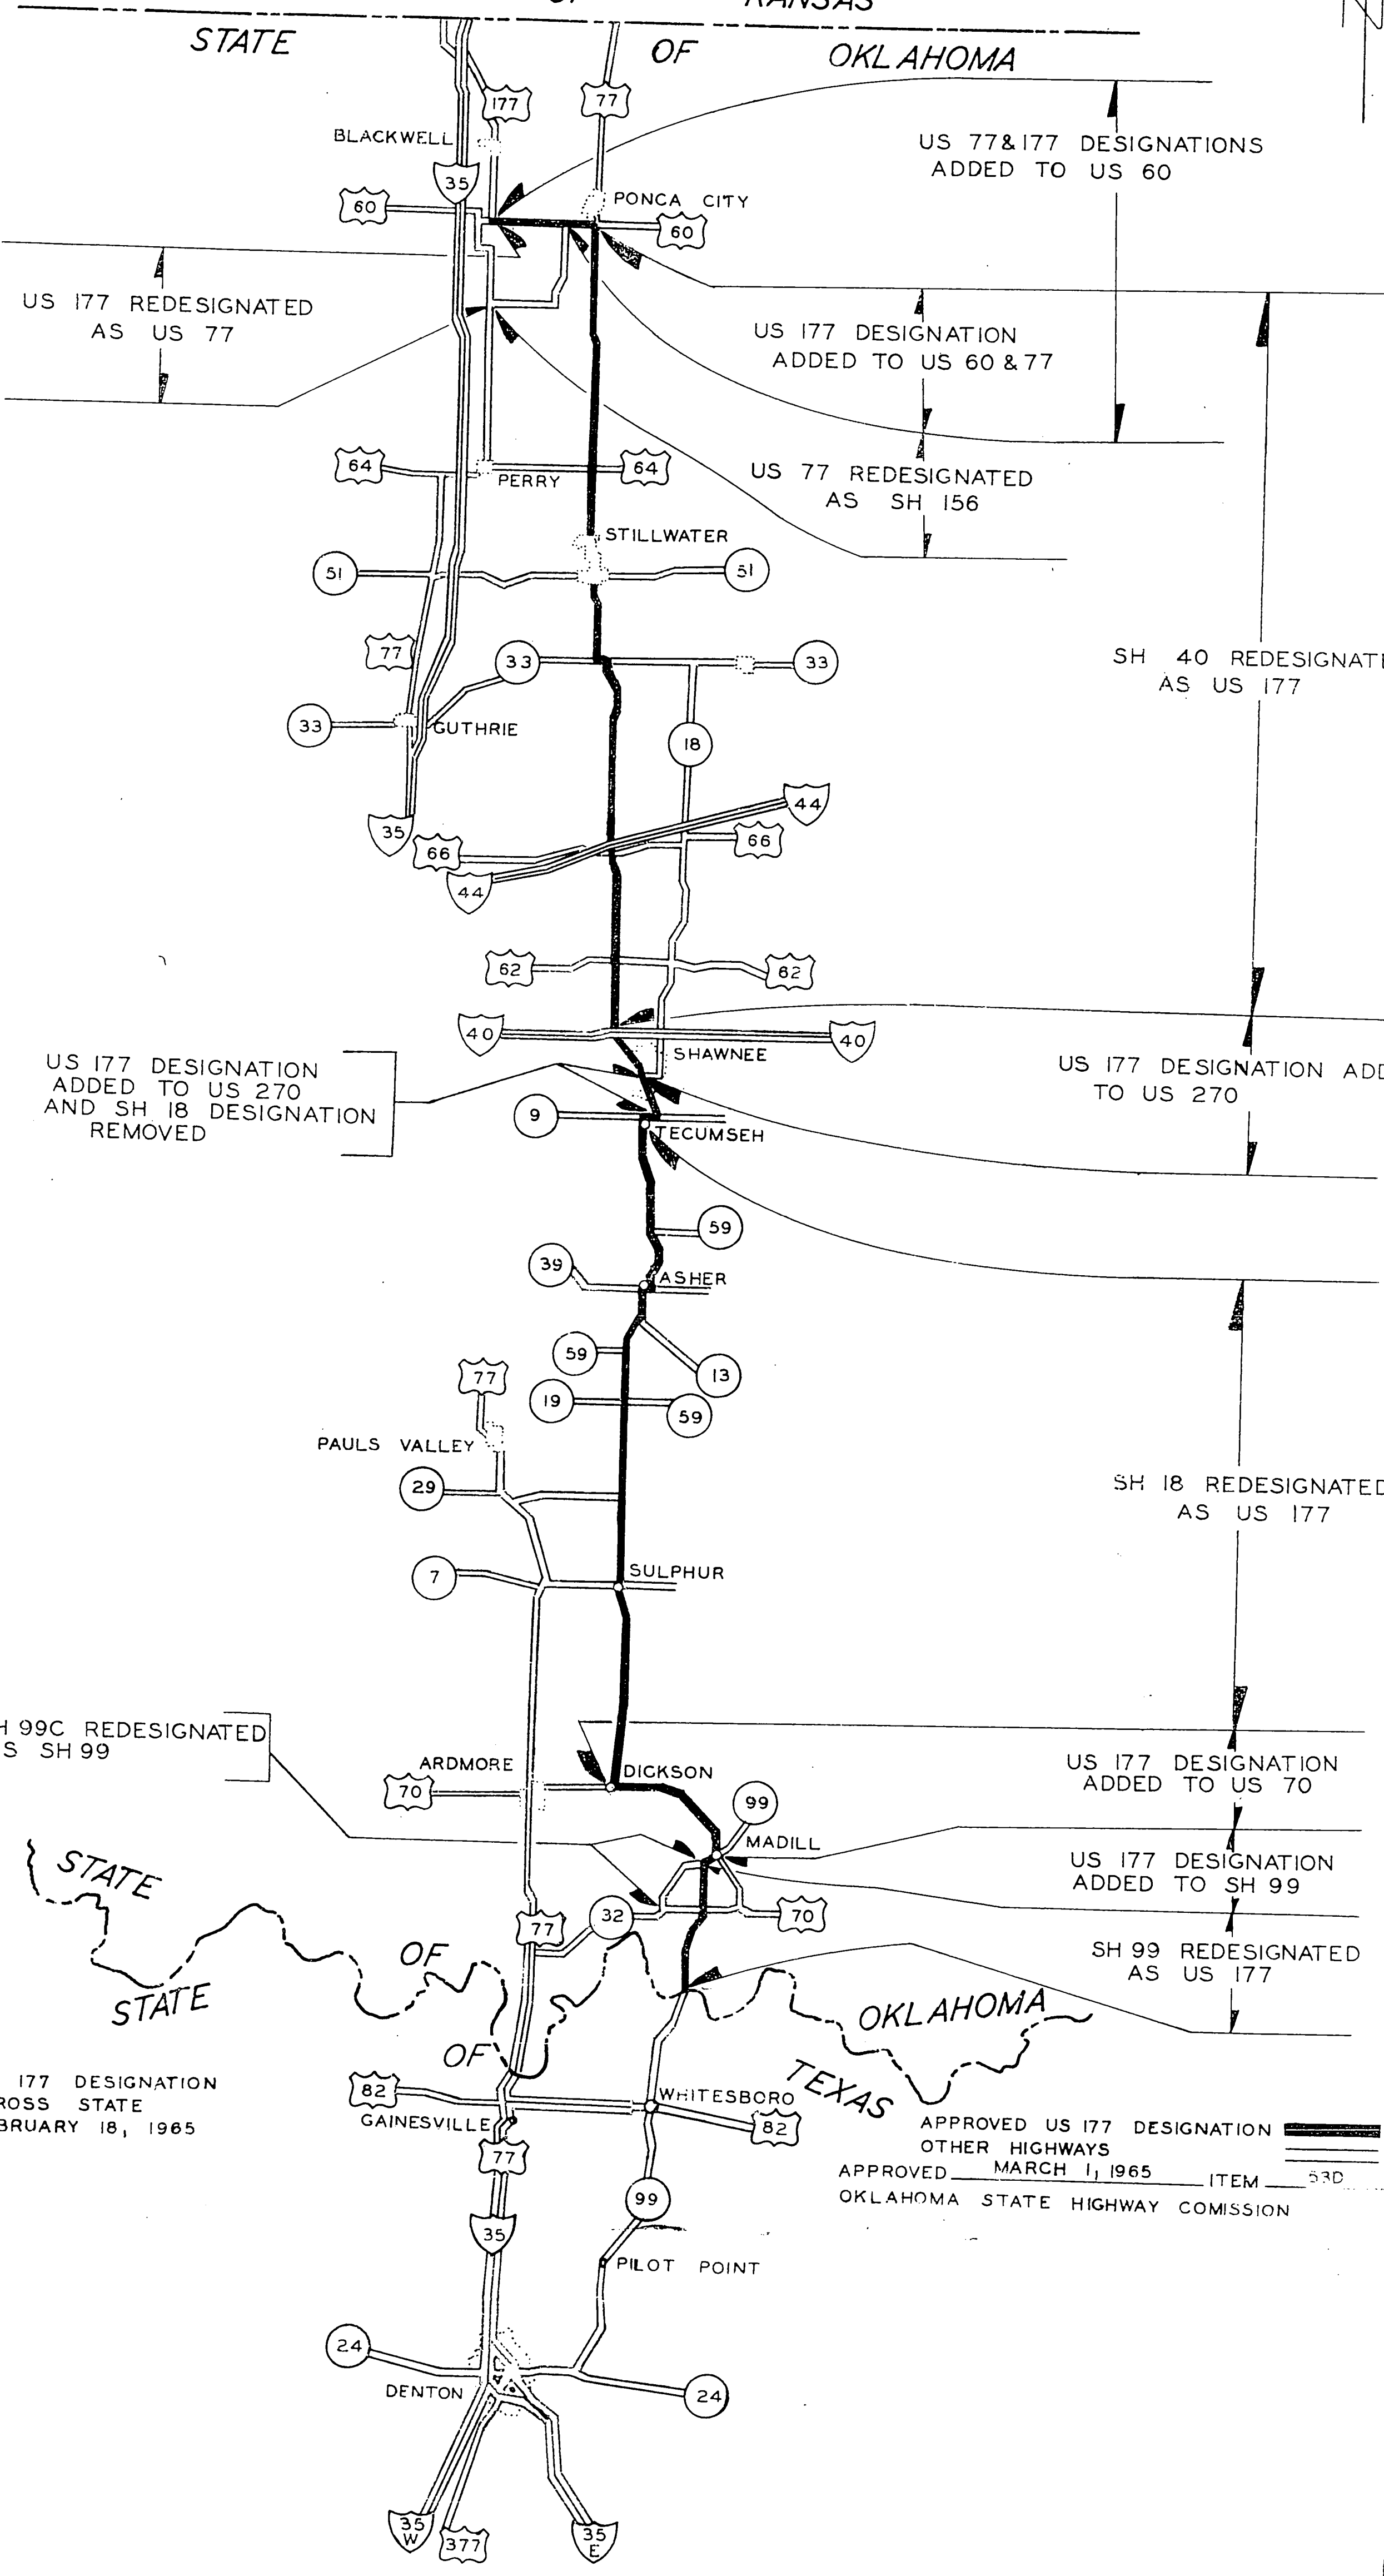 KANSAS
STATE OF OKLAHOMA
177
77
BLACKWELL
US 77 & 177 DESIGNATIONS
ADDED TO US 60
35
60
PONCA CITY
60
US 177 REDESIGNATED
AS US 77
US 177 DESIGNATION
ADDED TO US 60 & 77
64
PERRY
64
US 77 REDESIGNATED
AS SH 156
STILLWATER
51
51
77
33
33
SH 40 REDESIGNATE
AS US 177
33
GUTHRIE
18
44
35
66
66
44
62
62
40
40
SHAWNEE
US 177 DESIGNATION
ADDED TO US 270
AND SH 18 DESIGNATION
REMOVED
US 177 DESIGNATION ADD
TO US 270
9
TECUMSEH
59
39
ASHER
59
13
77
19
59
PAULS VALLEY
29
SH 18 REDESIGNATED
AS US 177
7
SULPHUR
H 99C REDESIGNATED
S SH 99
ARDMORE
70
DICKSON
US 177 DESIGNATION
ADDED TO US 70
99
MADILL
US 177 DESIGNATION
ADDED TO SH 99
32
70
77
SH 99 REDESIGNATED
AS US 177
STATE OF OKLAHOMA
STATE OF TEXAS
177 DESIGNATION
ROSS STATE
BRUARY 18, 1965
82
GAINESVILLE
WHITESBORO
82
77
APPROVED US 177 DESIGNATION
OTHER HIGHWAYS
APPROVED MARCH 1, 1965 ITEM 53D
OKLAHOMA STATE HIGHWAY COMISSION
99
35
PILOT POINT
24
DENTON
24
35 W
377
35 E